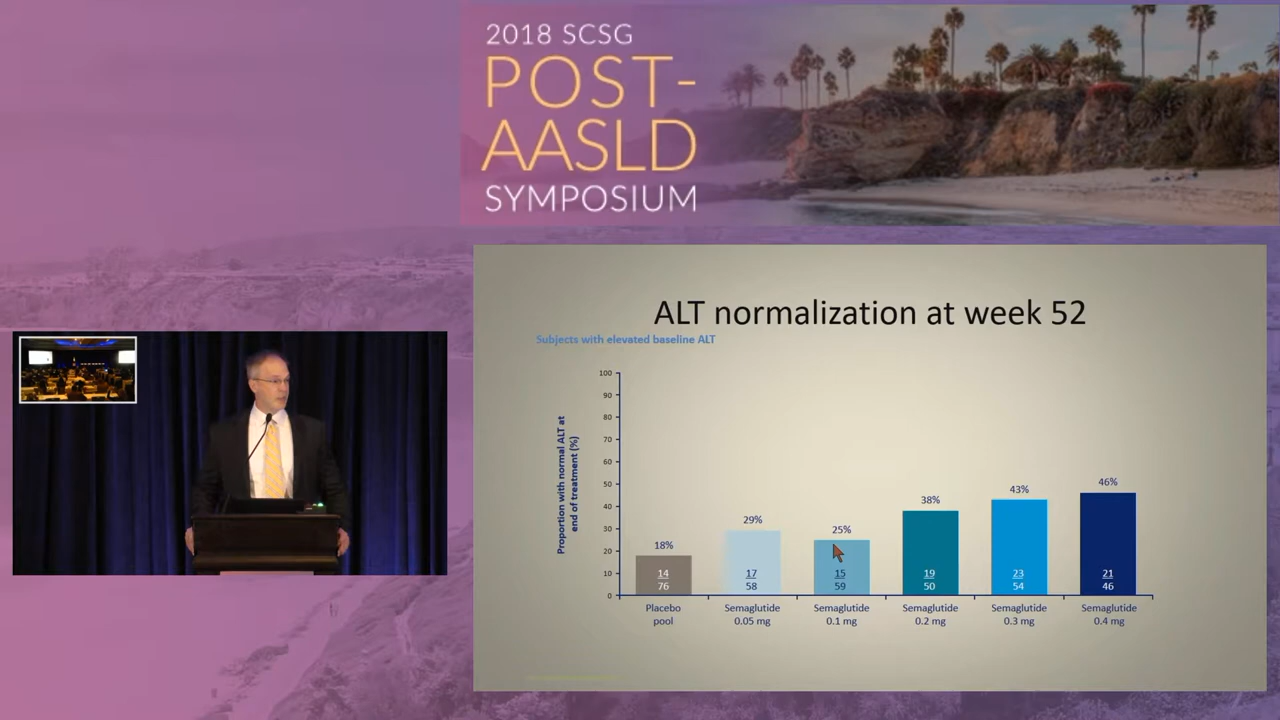 2018 SCSG
POST-
AASLD
SYMPOSIUM
ALT normalization at week 52
Subjects with elevated baseline ALT
Proportion with normal ALT at
end of treatment (%)
100
90
80
70
60
50
40
30
20
10
0
18%
29%
25%
38%
43%
46%
14
76
17
58
15
59
19
50
23
54
21
46
Placebo
pool
Semaglutide
0.05 mg
Semaglutide
0.1 mg
Semaglutide
0.2 mg
Semaglutide
0.3 mg
Semaglutide
0.4 mg